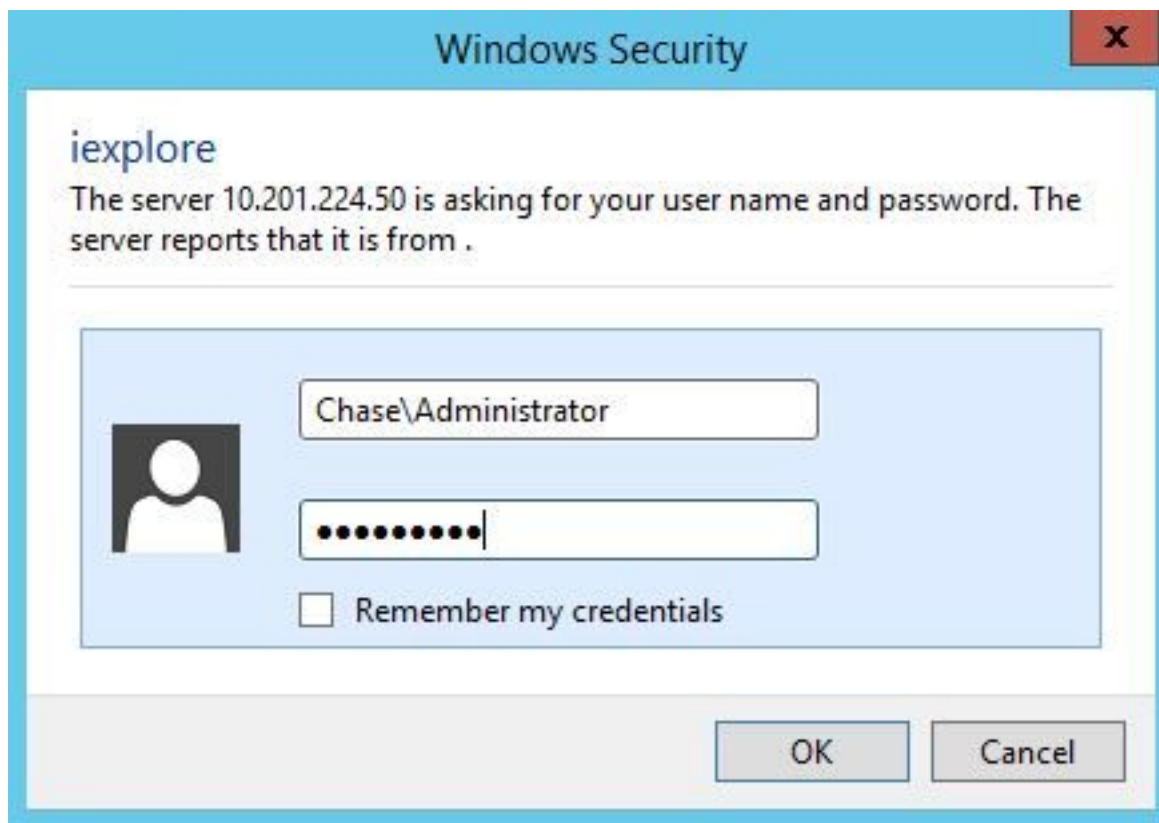 Windows Security
x
iexplore
The server 10.201.224.50 is asking for your user name and password. The
server reports that it is from .
Chase\Administrator
●●●●●●●●●
Remember my credentials
OK
Cancel